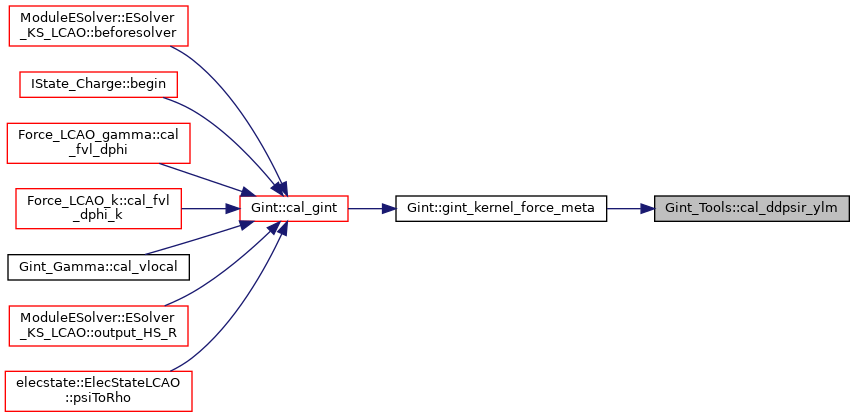 ModuleESolver::ESolver
_KS_LCAO::beforesolver
IState_Charge::begin
Force_LCAO_gamma::cal
_fvl_dphi
Force_LCAO_k::cal_fvl
_dphi_k
Gint_Gamma::cal_vlocal
ModuleESolver::ESolver
_KS_LCAO::output_HS_R
elecstate::ElecStateLCAO
::psiToRho
Gint::cal_gint
Gint::gint_kernel_force_meta
Gint_Tools::cal_ddpsir_ylm